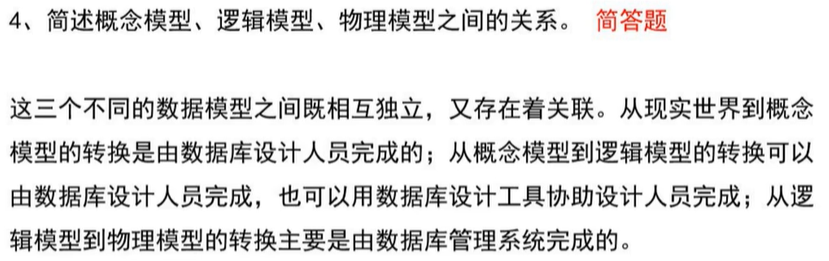 4、简述概念模型、逻辑模型、物理模型之间的关系。 简答题
这三个不同的数据模型之间既相互独立，又存在着关联。从现实世界到概念
模型的转换是由数据库设计人员完成的；从概念模型到逻辑模型的转换可以
由数据库设计人员完成，也可以用数据库设计工具协助设计人员完成；从逻
辑模型到物理模型的转换主要是由数据库管理系统完成的。